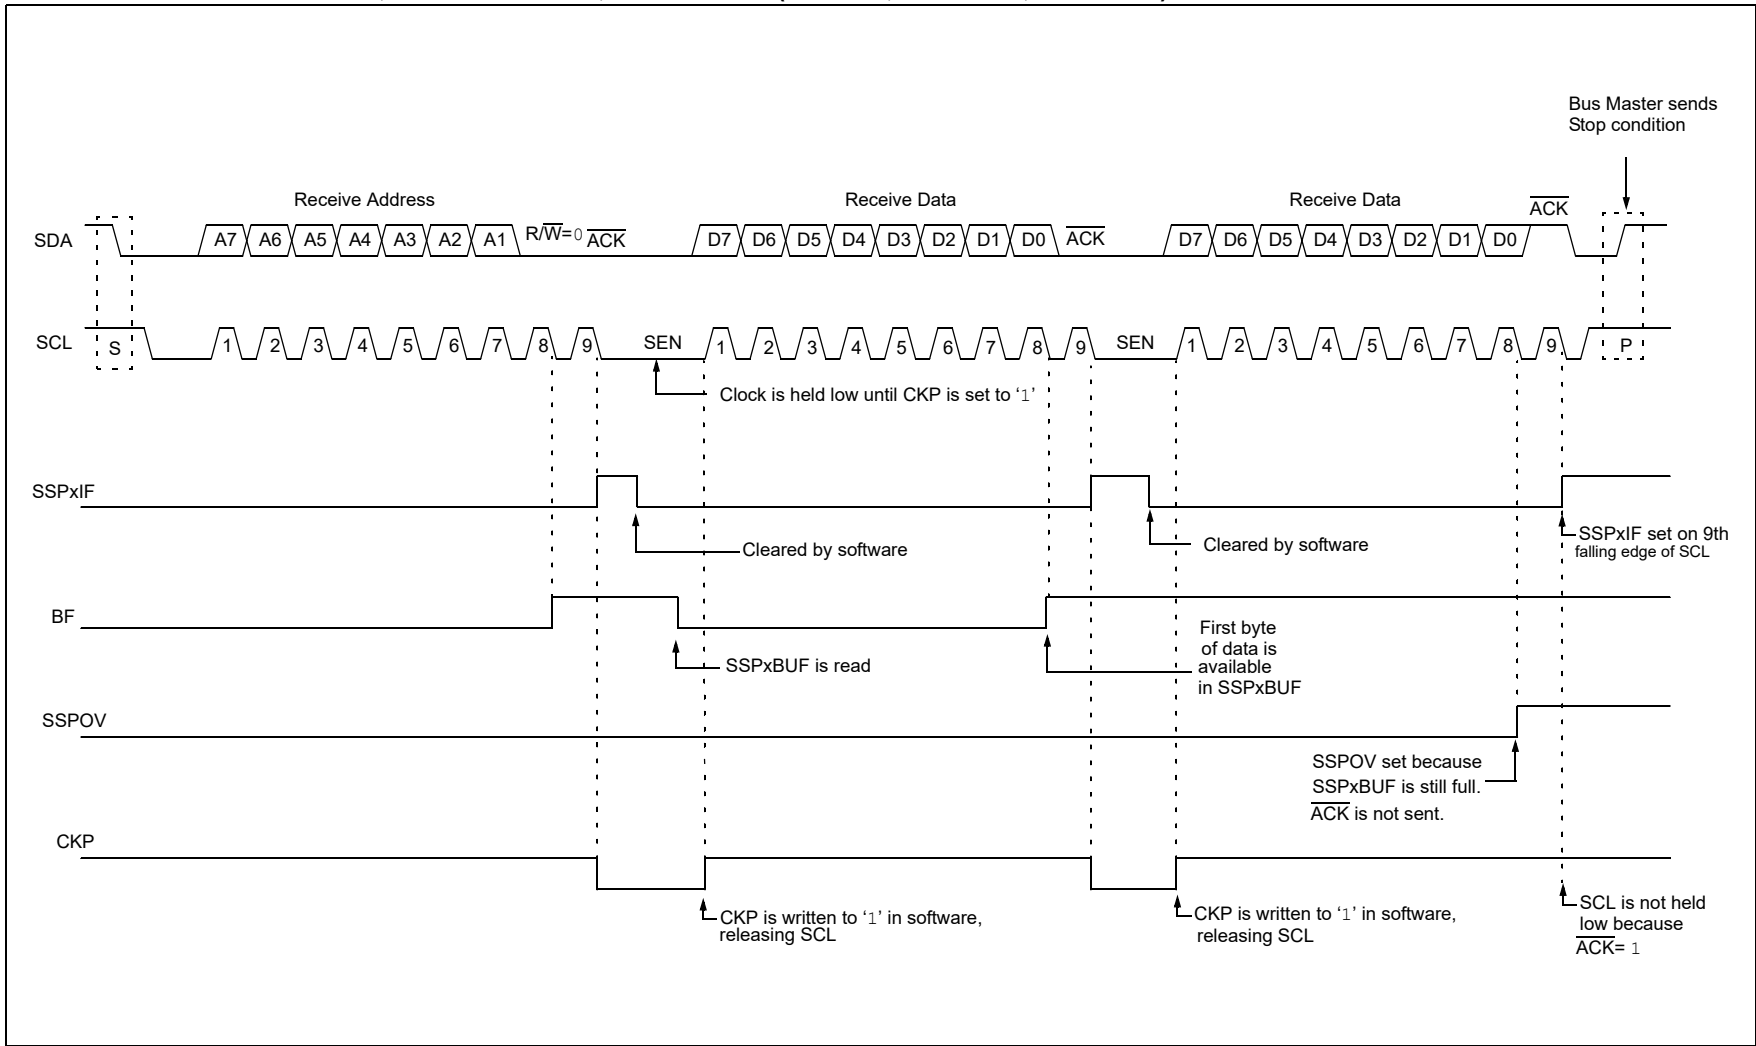 Bus Master sends
Stop condition
Receive Address
Receive Data
Receive Data
ACK
SDA
A7 A6 A5 A4 A3 A2 A1 R/W=0 ACK
D7 D6 D5 D4 D3 D2 D1 D0 ACK
D7 D6 D5 D4 D3 D2 D1 D0
SCL
S
1 2 3 4 5 6 7 8 9 SEN
1 2 3 4 5 6 7 8 9 SEN
1 2 3 4 5 6 7 8 9
P
Clock is held low until CKP is set to ‘1’
SSPxIF
Cleared by software
Cleared by software
SSPxIF set on 9th
falling edge of SCL
BF
SSPxBUF is read
First byte
of data is
available
in SSPxBUF
SSPOV
SSPOV set because
SSPxBUF is still full.
ACK is not sent.
CKP
CKP is written to ‘1’ in software,
releasing SCL
CKP is written to ‘1’ in software,
releasing SCL
SCL is not held
low because
ACK= 1